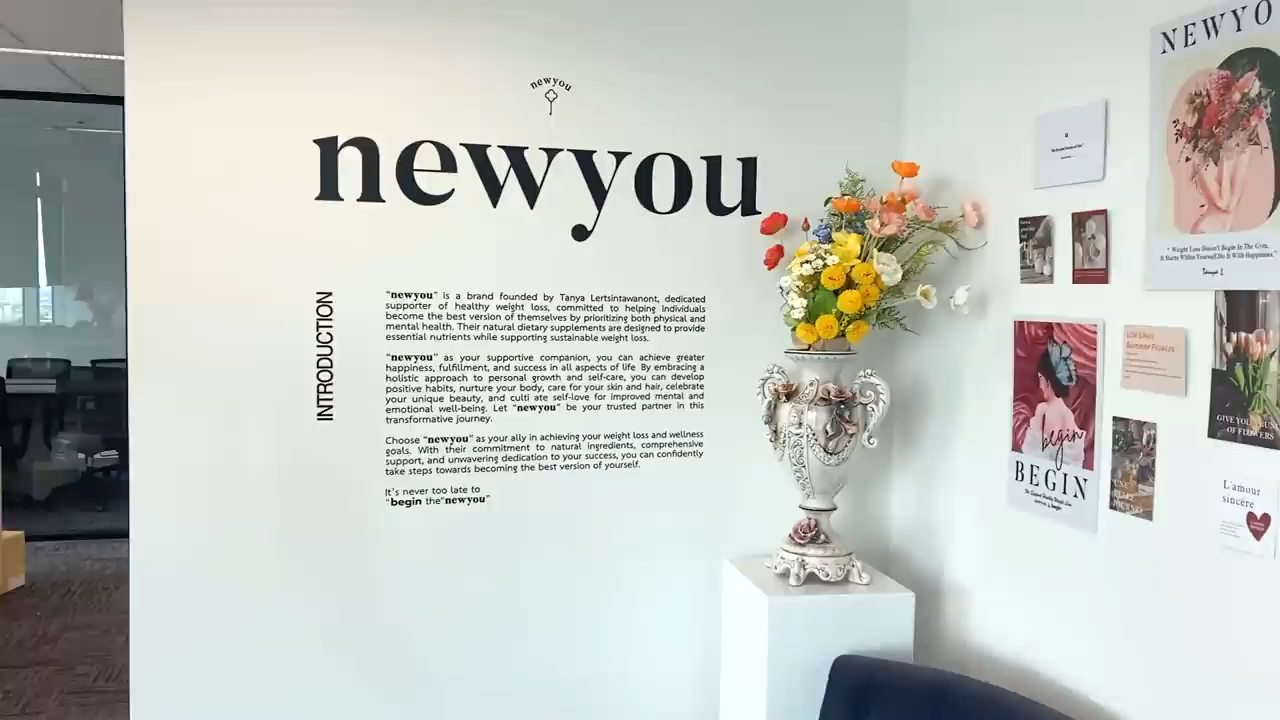 newyou
newyou
INTRODUCTION
"newyou" is a brand founded by Tanya Lertsintawanont, dedicated
supporter of healthy weight loss, committed to helping individuals
become the best version of themselves by prioritizing both physical and
mental health. Their natural dietary supplements are designed to provide
essential nutrients while supporting sustainable weight loss.
"newyou" as your supportive companion, you can achieve greater
happiness, fulfillment, and success in all aspects of life By embracing a
holistic approach to personal growth and self-care, you can develop
positive habits, nurture your body, care for your skin and hair, celebrate
your unique beauty, and culti ate self-love for improved mental and
emotional well-being. Let "newyou" be your trusted partner in this
transformative journey.
Choose "newyou" as your ally in achieving your weight loss and wellness
goals. With their commitment to natural ingredients, comprehensive
support, and unwavering dedication to your success, you can confidently
take steps towards becoming the best version of yourself.
It's never too late to
"begin the"newyou"
NEWYO
" Weight Loss Doesn't Begin In The Gym,
It Starts Within Yourself.Do It With Happiness."
Tanya L
begin
BEGIN
Summer Flowers
GIVE YOU
OF FLOWERS
L'amour
sincère